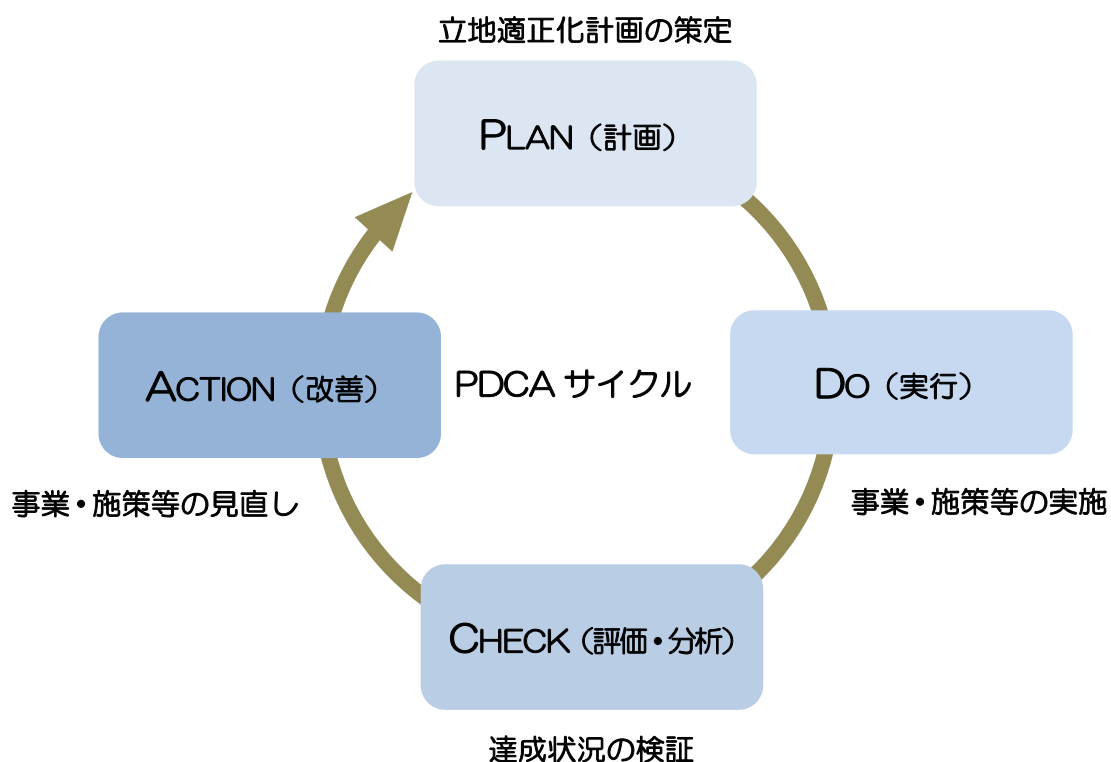 立地適正化計画の策定
PLAN（計画）
ACTION（改善）
PDCA サイクル
DO（実行）
事業・施策等の見直し
事業・施策等の実施
CHECK（評価・分析）
達成状況の検証